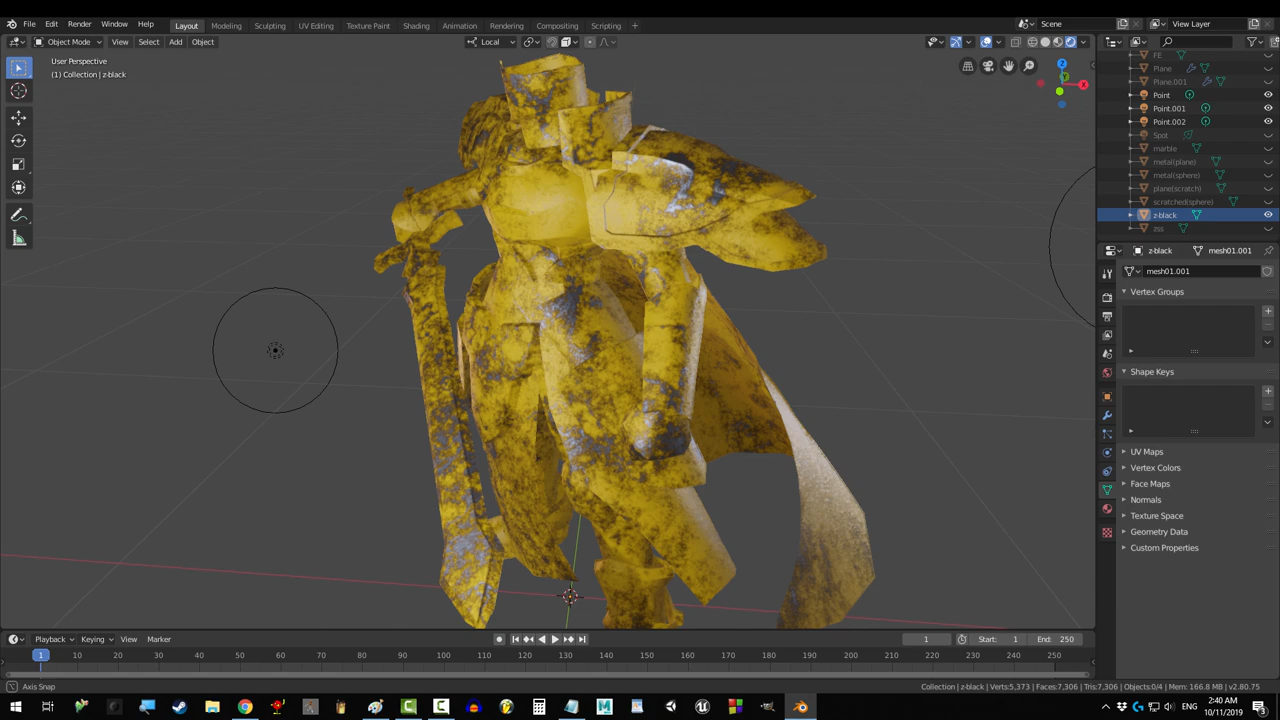 File Edit Render Window Help Layout Modeling Sculpting UV Editing Texture Paint Shading Animation Rendering Compositing Scripting + Scene View Layer
Object Mode View Select Add Object Local
User Perspective
(1) Collection | z-black
Z
Y
X
FE
Plane
Plane.001
Point
Point.001
Point.002
Spot
marble
metal(plane)
metal(sphere)
plane(scratch)
scratched(sphere)
z-black
zss
z-black mesh01.001
mesh01.001
Vertex Groups
Shape Keys
UV Maps
Vertex Colors
Face Maps
Normals
Texture Space
Geometry Data
Custom Properties
Playback Keying View Marker 1 Start: 1 End: 250
1 10 20 30 40 50 60 70 80 90 100 110 120 130 140 150 160 170 180 190 200 210 220 230 240 250
Axis Snap Collection | z-black | Verts:5,373 | Faces:7,306 | Tris:7,306 | Objects:0/4 | Mem: 166.8 MB | v2.80.75
2:40 AM
10/11/2019